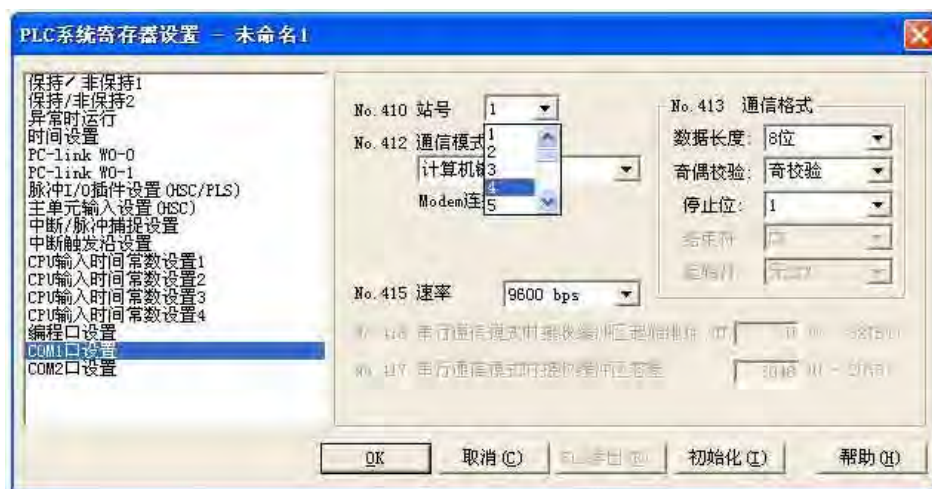 PLC系统寄存器设置 - 未命名1
保持/ 非保持1
保持/非保持2
异常时运行
时间设置
PC-link W0-0
PC-link W0-1
脉冲I/O插件设置(HSC/PLS)
主单元输入设置(HSC)
中断/脉冲捕捉设置
中断触发沿设置
CPU输入时间常数设置1
CPU输入时间常数设置2
CPU输入时间常数设置3
CPU输入时间常数设置4
编程口设置
COM1口设置
COM2口设置
No.410 站号 1
1
2
3
4
5
No.412 通信模式
计算机
Modem连
No.413 通信格式
数据长度: 8位
奇偶校验: 奇校验
停止位: 1
No.415 速率 9600 bps
OK
取消(C)
初始化(I)
帮助(H)